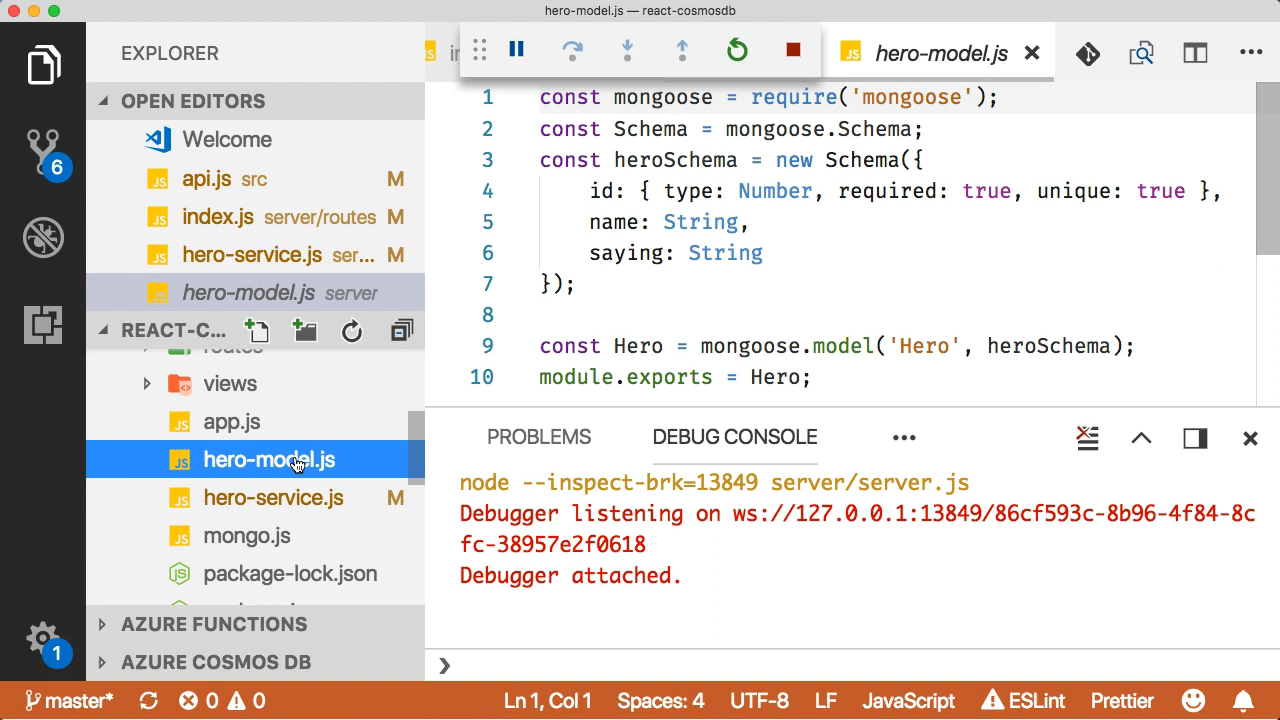 hero-model.js — react-cosmosdb
EXPLORER
OPEN EDITORS
Welcome
api.js src M
index.js server/routes M
hero-service.js ser... M
hero-model.js server
REACT-C...
routes
views
app.js
hero-model.js
hero-service.js M
mongo.js
package-lock.json
AZURE FUNCTIONS
AZURE COSMOS DB
6
1
hero-model.js
1 const mongoose = require('mongoose');
2 const Schema = mongoose.Schema;
3 const heroSchema = new Schema({
4 id: { type: Number, required: true, unique: true },
5 name: String,
6 saying: String
7 });
8
9 const Hero = mongoose.model('Hero', heroSchema);
10 module.exports = Hero;
PROBLEMS DEBUG CONSOLE
node --inspect-brk=13849 server/server.js
Debugger listening on ws://127.0.0.1:13849/86cf593c-8b96-4f84-8c
fc-38957e2f0618
Debugger attached.
master* 0 0 Ln 1, Col 1 Spaces: 4 UTF-8 LF JavaScript ESLint Prettier